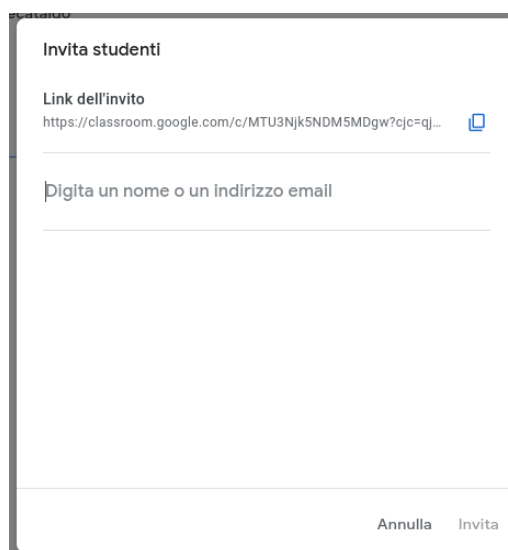 Invita studenti
Link dell'invito
https://classroom.google.com/c/MTU3Njk5NDM5MDgw?cjc=qj...
Digita un nome o un indirizzo email
Annulla Invita